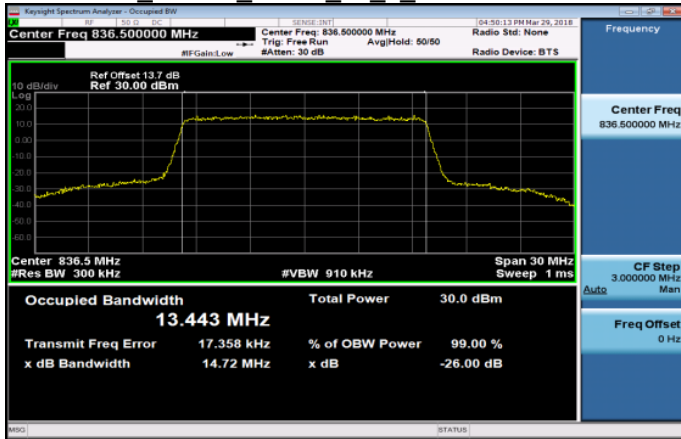 Keysight Spectrum Analyzer - Occupied BW
RF 50 Ω DC SENSE:INT 04:50:13 PM Mar 29, 2018
Center Freq 836.500000 MHz
Center Freq: 836.500000 MHz
Radio Std: None
Trig: Free Run Avg|Hold: 50/50
#IFGain:Low #Atten: 30 dB Radio Device: BTS
Frequency
Ref Offset 13.7 dB
10 dB/div Ref 30.00 dBm
Log
20.0
10.0
0.00
-10.0
-20.0
-30.0
-40.0
-50.0
-60.0
Center 836.5 MHz Span 30 MHz
#Res BW 300 kHz #VBW 910 kHz Sweep 1 ms
Occupied Bandwidth Total Power 30.0 dBm
13.443 MHz
Transmit Freq Error 17.358 kHz % of OBW Power 99.00 %
x dB Bandwidth 14.72 MHz x dB -26.00 dB
Center Freq
836.500000 MHz
CF Step
3.000000 MHz
Auto Man
Freq Offset
0 Hz
MSG STATUS